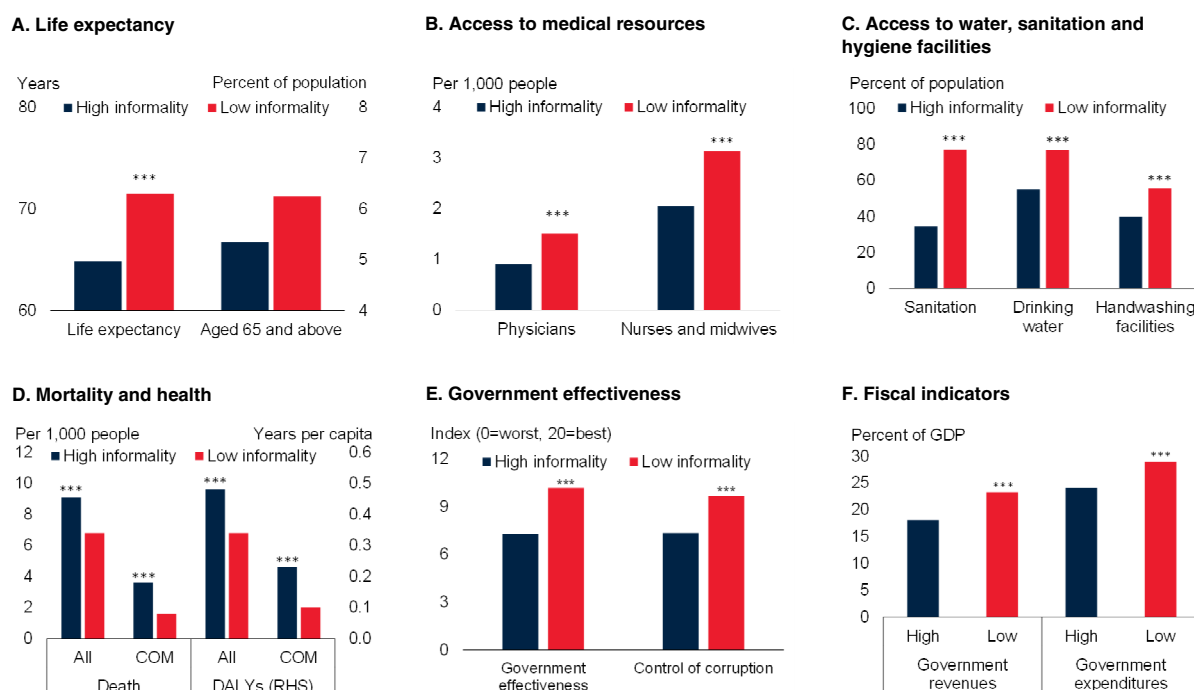 A. Life expectancy
Years
Percent of population
80
8
High informality
Low informality
7
***
70
6
5
60
4
Life expectancy
Aged 65 and above
B. Access to medical resources
Per 1,000 people
4
High informality
Low informality
3
***
2
***
1
0
Physicians
Nurses and midwives
C. Access to water, sanitation and
hygiene facilities
Percent of population
100
High informality
Low informality
80
***
***
60
***
40
20
0
Sanitation
Drinking
water
Handwashing
facilities
D. Mortality and health
Per 1,000 people
Years per capita
12
0.6
High informality
Low informality
10
0.5
***
***
8
0.4
6
0.3
***
4
0.2
***
2
0.1
0
0.0
All
COM
All
COM
Death
DALYs (RHS)
E. Government effectiveness
Index (0=worst, 20=best)
12
High informality
Low informality
***
***
9
6
3
0
Government
effectiveness
Control of corruption
F. Fiscal indicators
Percent of GDP
30
***
25
***
20
15
10
5
0
High
Low
High
Low
Government
revenues
Government
expenditures